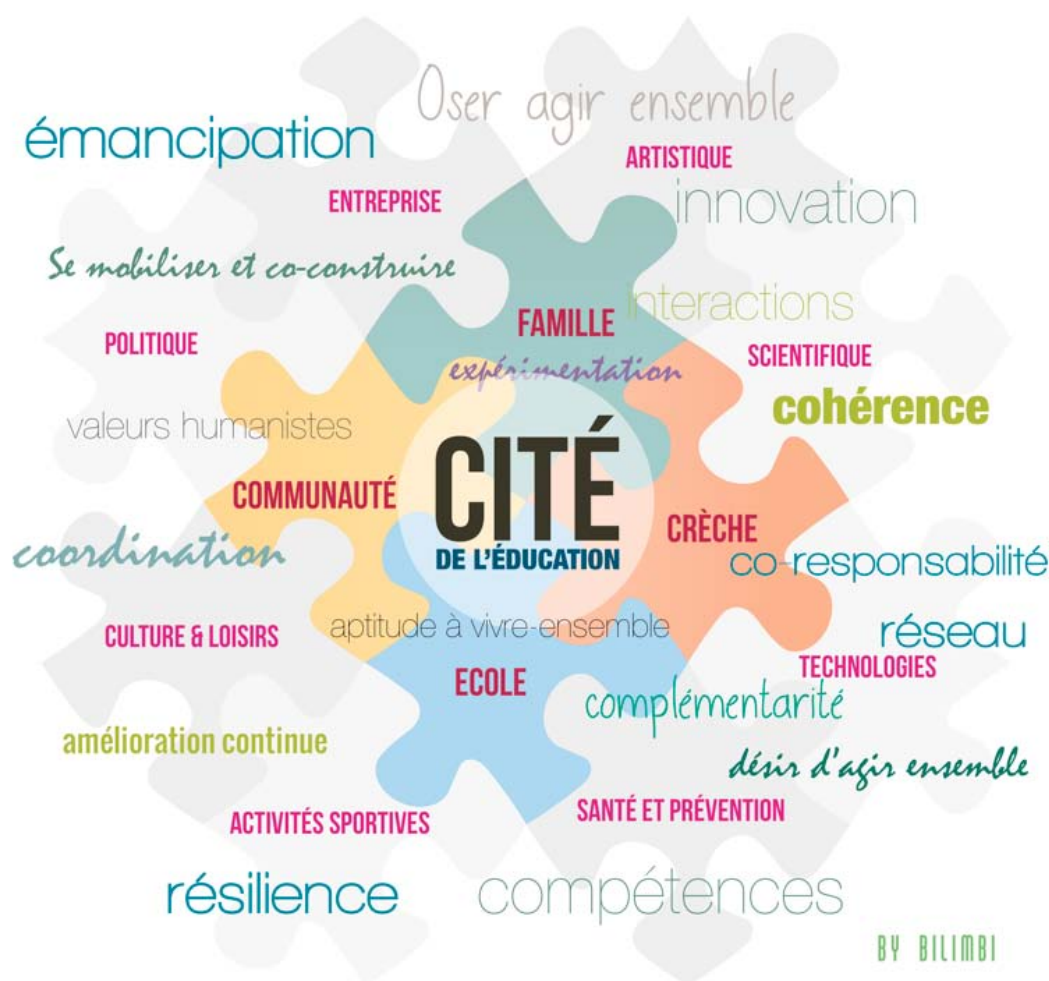 Oser agir ensemble
émancipation
ARTISTIQUE
ENTREPRISE
innovation
Se mobiliser et co-construire
interactions
FAMILLE
POLITIQUE
SCIENTIFIQUE
expérimentation
cohérence
valeurs humanistes
CITÉ
DE L'ÉDUCATION
COMMUNAUTÉ
CRÈCHE
coordination
co-responsabilité
aptitude à vivre-ensemble
CULTURE & LOISIRS
réseau
TECHNOLOGIES
ECOLE
complémentarité
amélioration continue
désir d'agir ensemble
SANTÉ ET PRÉVENTION
ACTIVITÉS SPORTIVES
résilience
compétences
BY BILIMBI